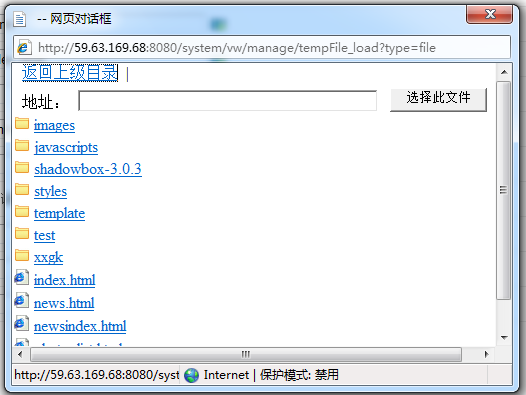 -- 网页对话框
http://59.63.169.68:8080/system/vw/manage/tempFile_load?type=file
返回上级目录 |
地址：
选择此文件
images
javascripts
shadowbox-3.0.3
styles
template
test
xxgk
index.html
news.html
newsindex.html
http://59.63.169.68:8080/syst
Internet | 保护模式: 禁用